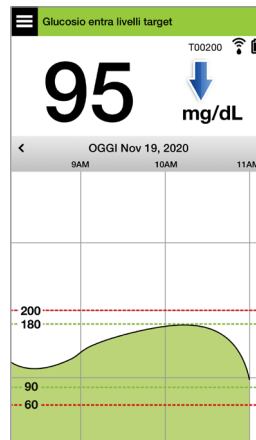 Glucosio entra livelli target
T00200
95
mg/dL
< OGGI Nov 19, 2020
9AM 10AM 11AM
200
180
90
60